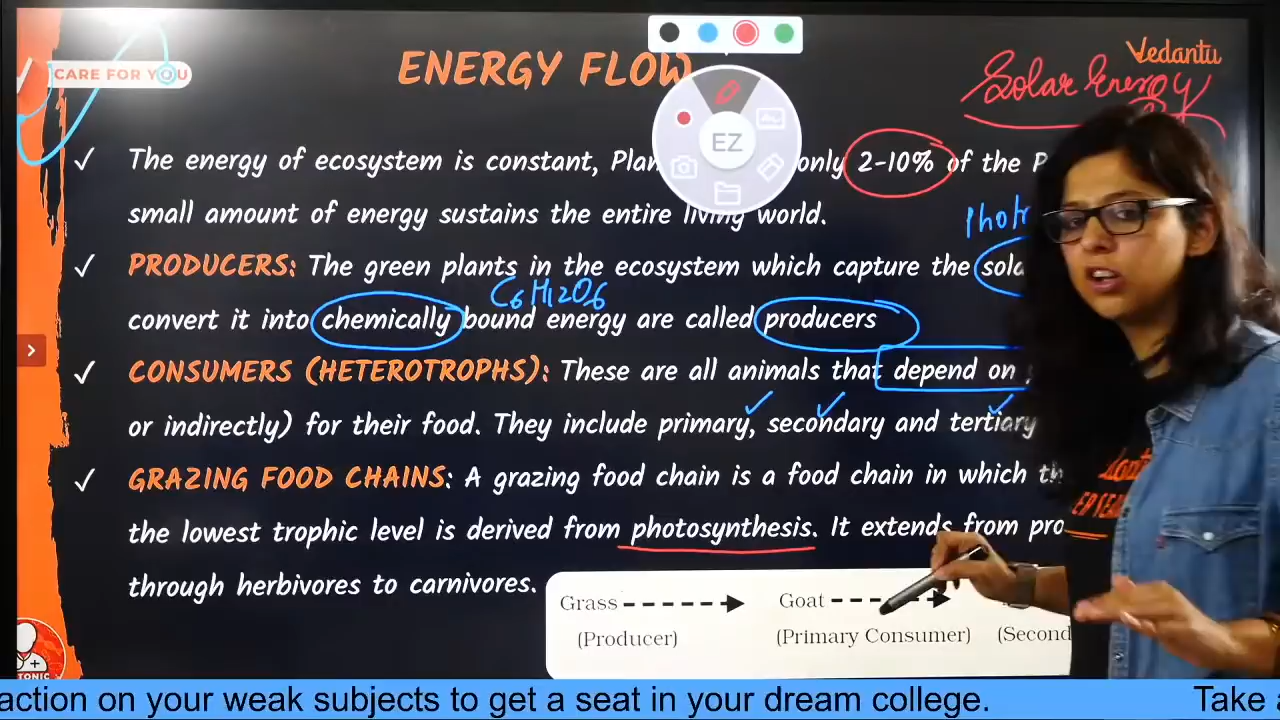 Vedantu
CARE FOR YOU
ENERGY FLOW
Solar Energy
EZ
✓ The energy of ecosystem is constant, Plan only 2-10% of the P
small amount of energy sustains the entire living world.
Phot
✓ PRODUCERS: The green plants in the ecosystem which capture the sola
C6H12O6
convert it into chemically bound energy are called producers
✓ CONSUMERS (HETEROTROPHS): These are all animals that depend on
or indirectly) for their food. They include primary, secondary and tertiary
✓ GRAZING FOOD CHAINS: A grazing food chain is a food chain in which th
the lowest trophic level is derived from photosynthesis. It extends from pro
through herbivores to carnivores.
Grass Goat
(Producer) (Primary Consumer) (Second
TONIC
action on your weak subjects to get a seat in your dream college. Take